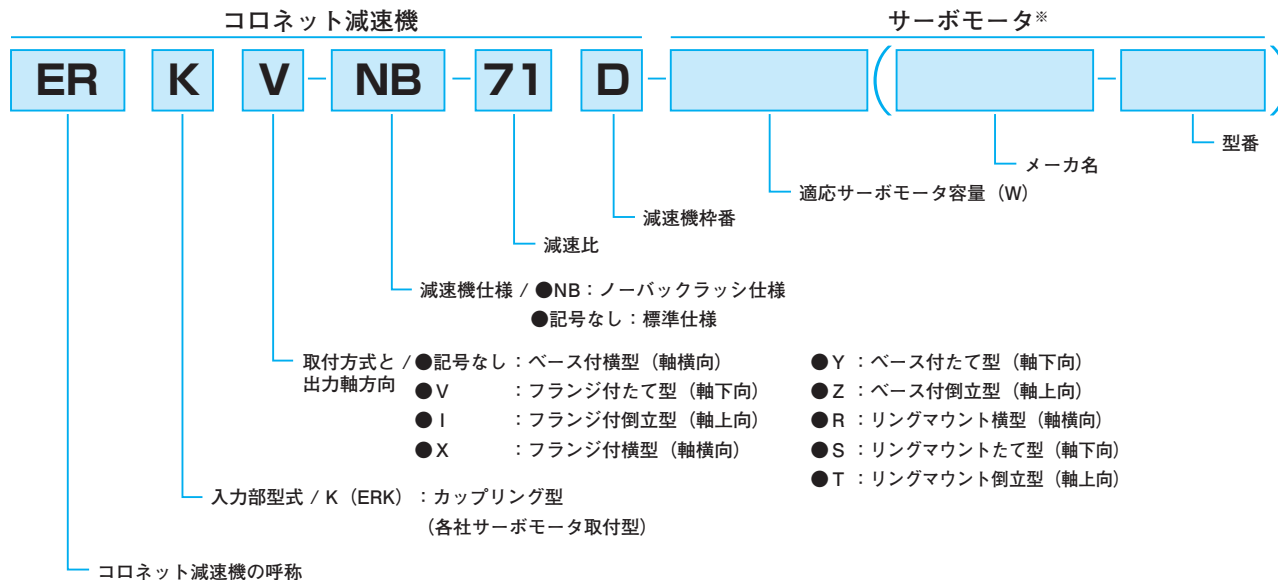 コロネット減速機
サーボモータ※
ER K V - NB - 71 D - ( - )
型番
メーカ名
適応サーボモータ容量（W）
減速機枠番
減速比
減速機仕様 / ●NB：ノーバックラッシ仕様
●記号なし：標準仕様
取付方式と / ●記号なし：ベース付横型（軸横向）
出力軸方向 ●V ：フランジ付たて型（軸下向）
●I ：フランジ付倒立型（軸上向）
●X ：フランジ付横型（軸横向）
●Y ：ベース付たて型（軸下向）
●Z ：ベース付倒立型（軸上向）
●R ：リングマウント横型（軸横向）
●S ：リングマウントたて型（軸下向）
●T ：リングマウント倒立型（軸上向）
入力部型式 / K（ERK）：カップリング型
（各社サーボモータ取付型）
コロネット減速機の呼称